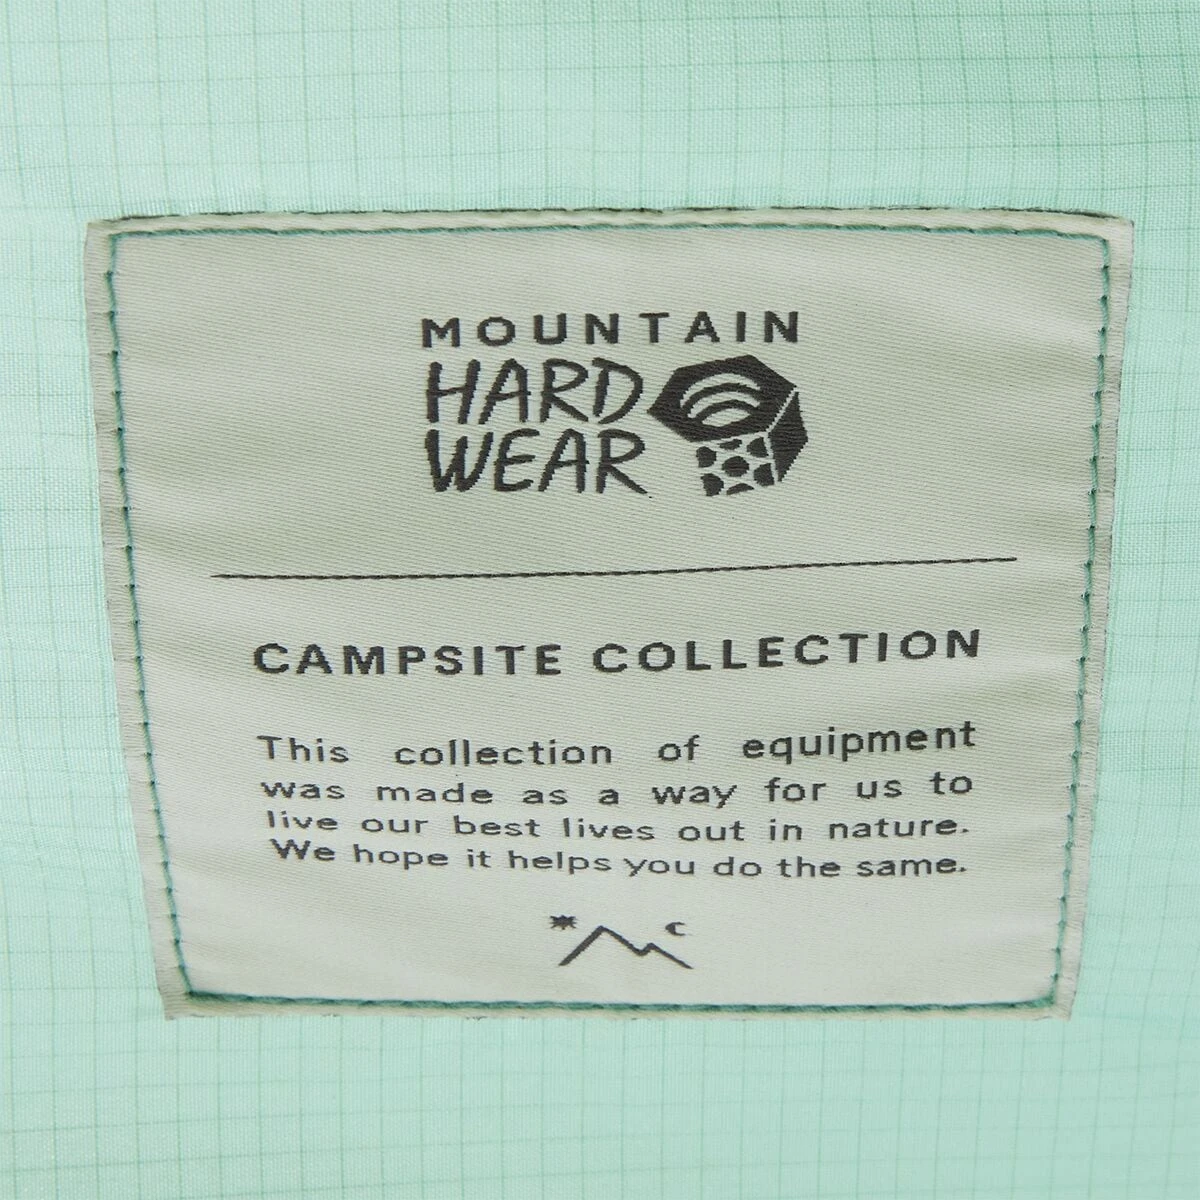 MOUNTAIN
HARD
WEAR
CAMPSITE COLLECTION
This collection of equipment
was made as a way for us to
live our best lives out in nature.
We hope it helps you do the same.